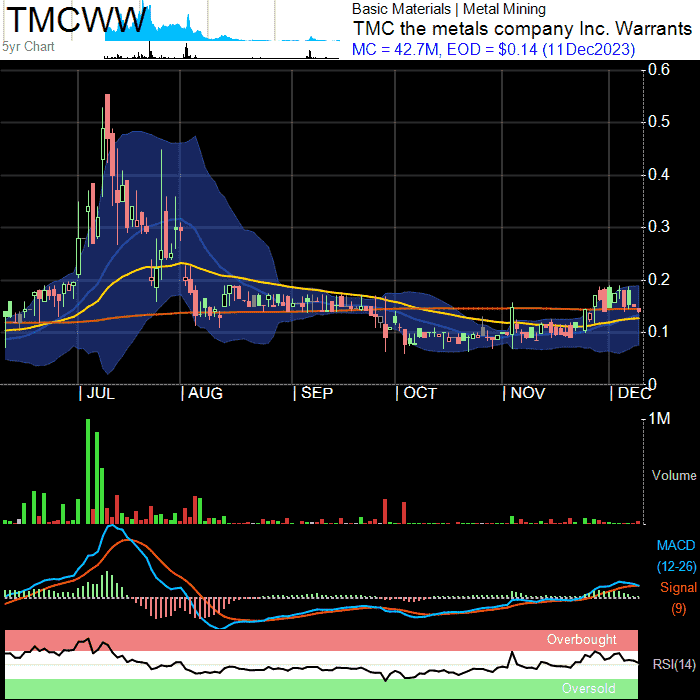 TMCWW
5yr Chart
Basic Materials | Metal Mining
TMC the metals company Inc. Warrants
MC = 42.7M, EOD = $0.14 (11Dec2023)
0.6
0.5
0.4
0.3
0.2
0.1
0
JUL AUG SEP OCT NOV DEC
1M
Volume
MACD
(12-26)
Signal
(9)
Overbought
RSI(14)
Oversold